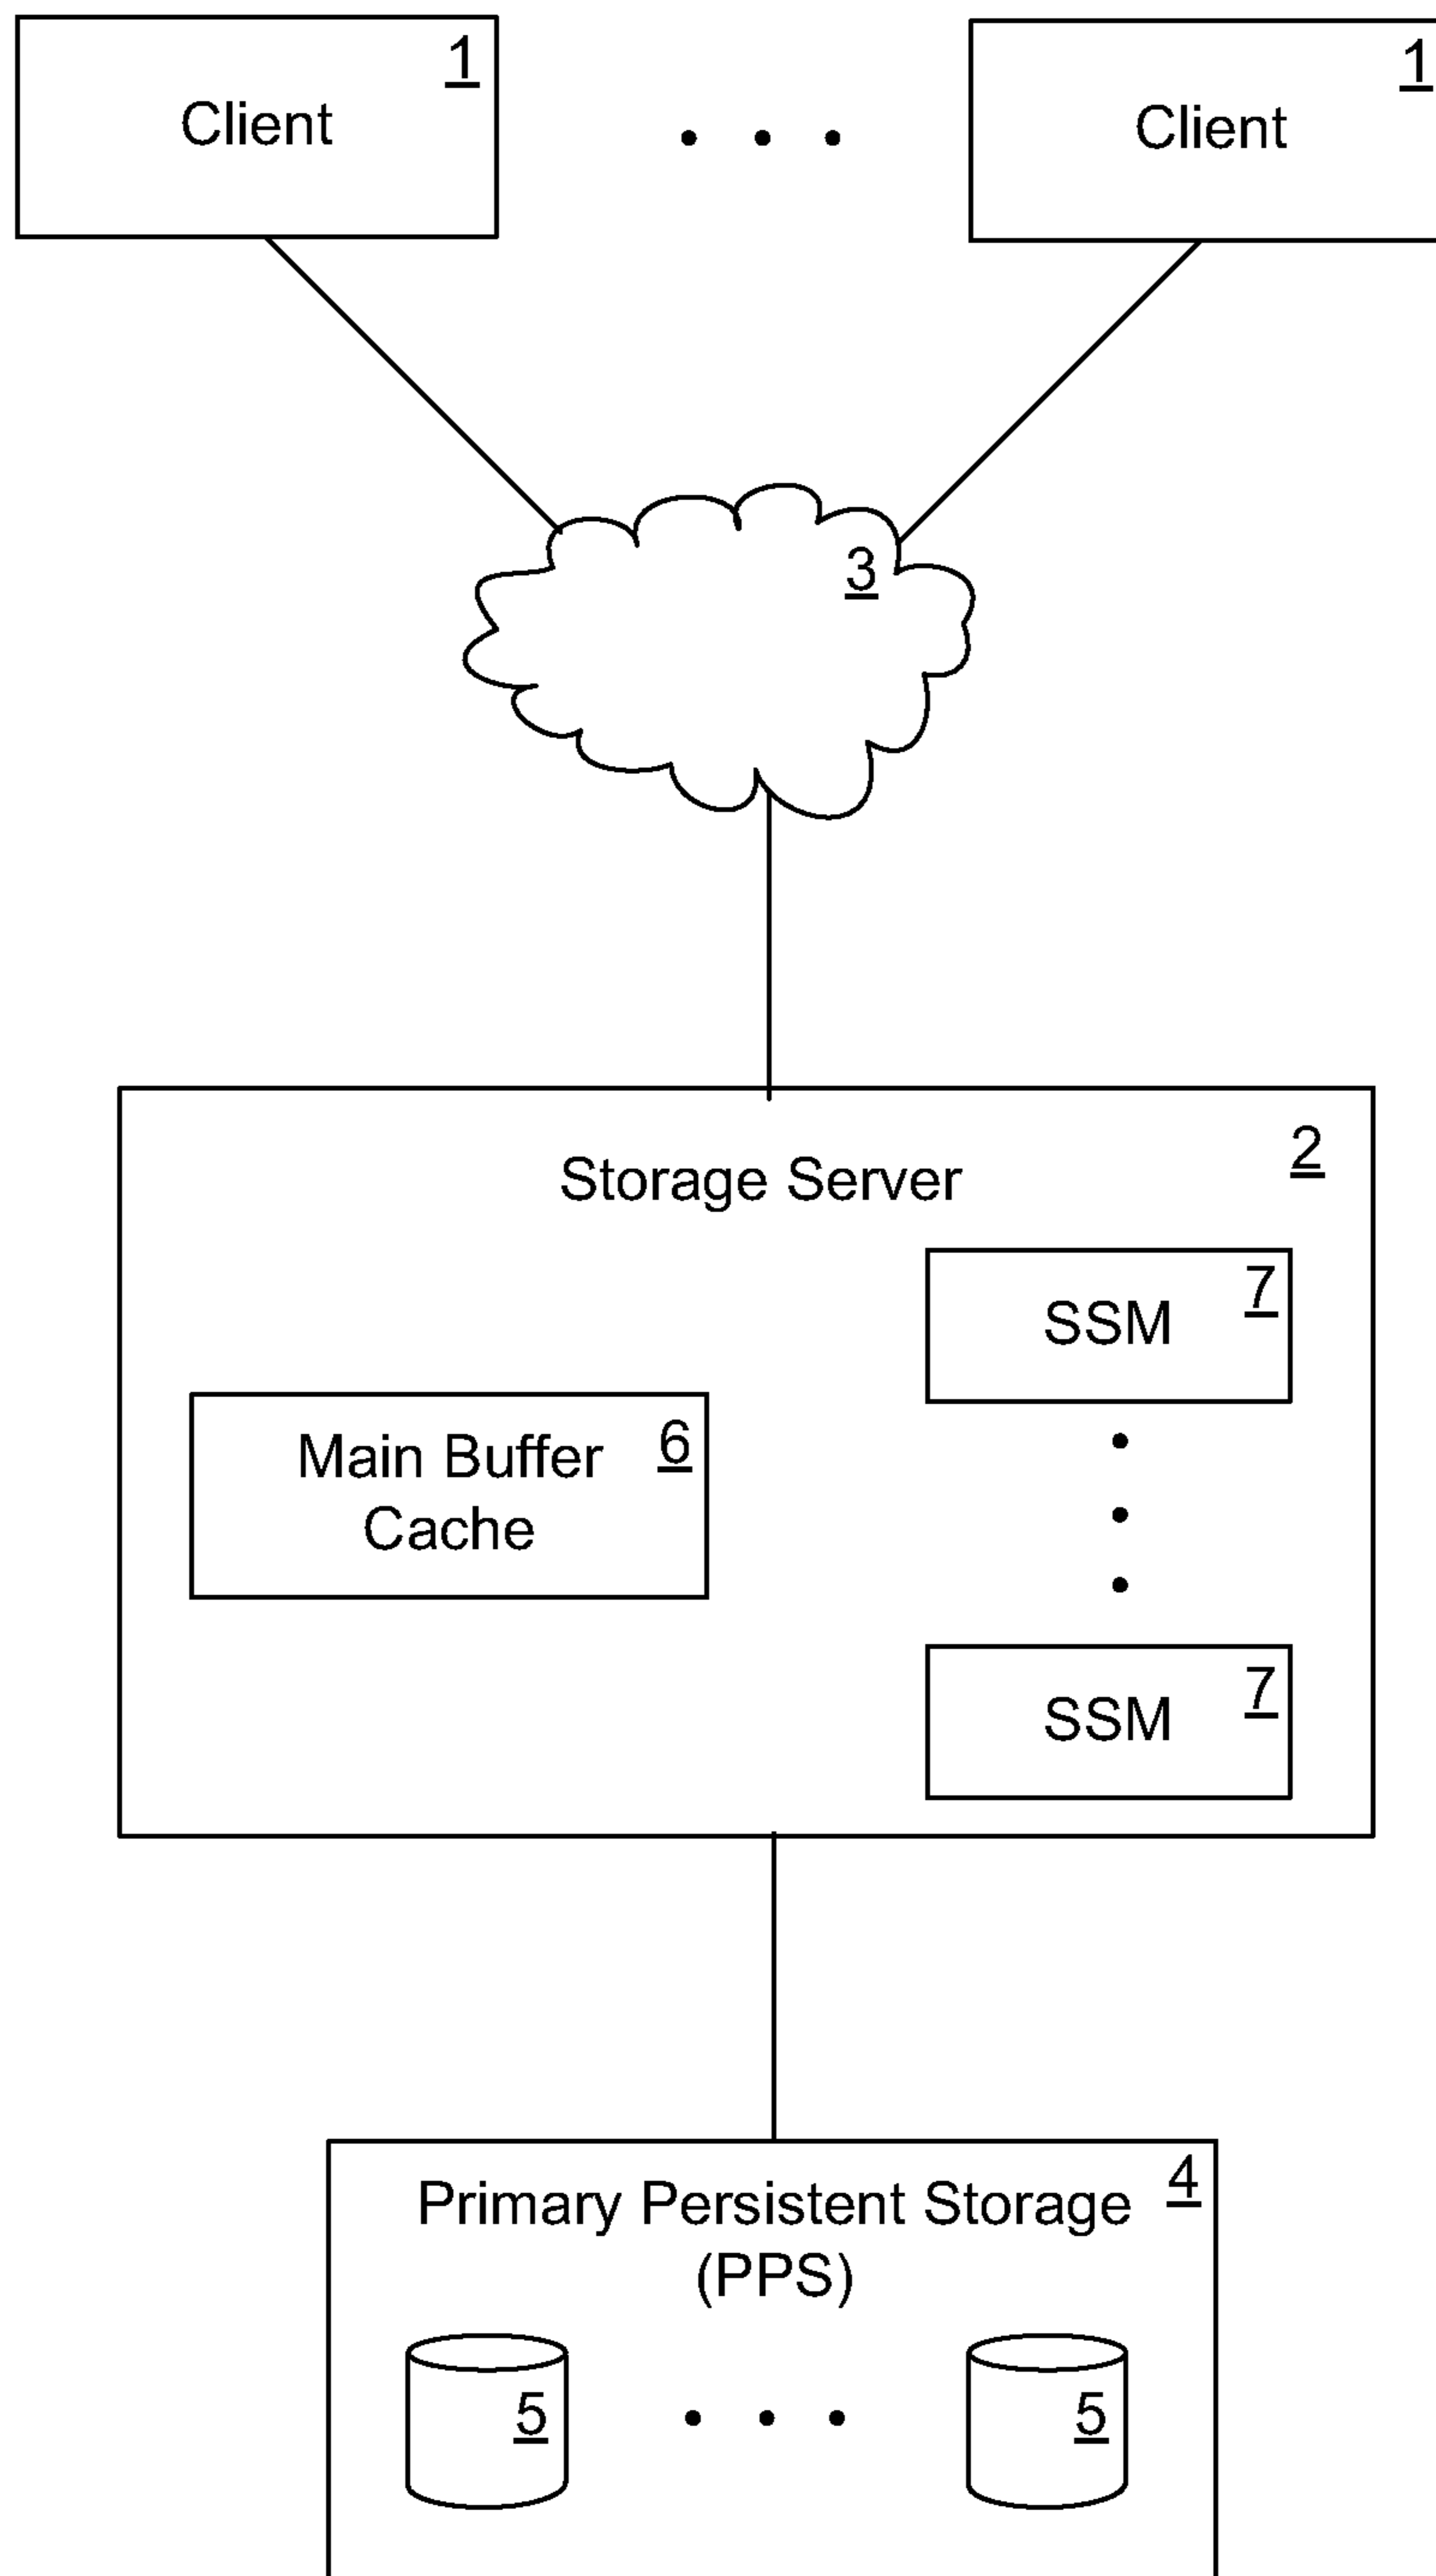 1
Client
1
Client
3
2
Storage Server
7
SSM
6
Main Buffer
Cache
7
SSM
4
Primary Persistent Storage
(PPS)
5
5